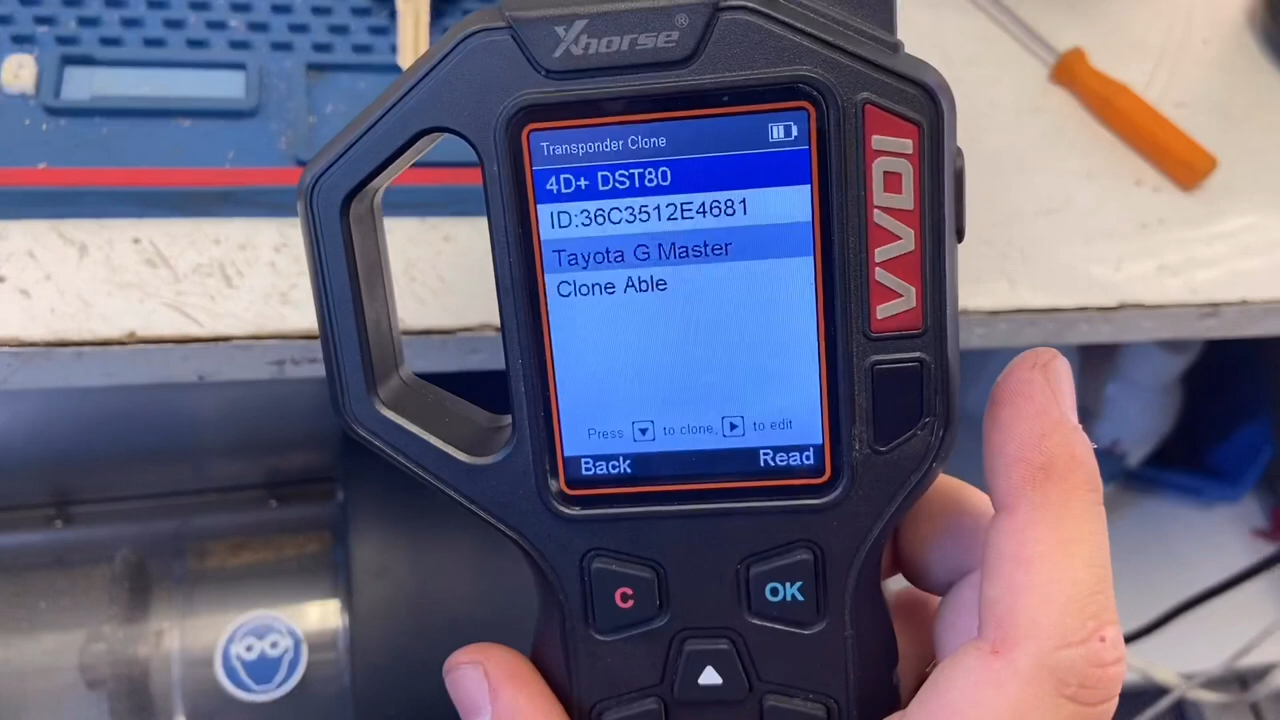 Xhorse®
Transponder Clone
4D+ DST80
ID:36C3512E4681
Tayota G Master
Clone Able
Press ▼ to clone, ▶ to edit
Back Read
VVDI
C OK